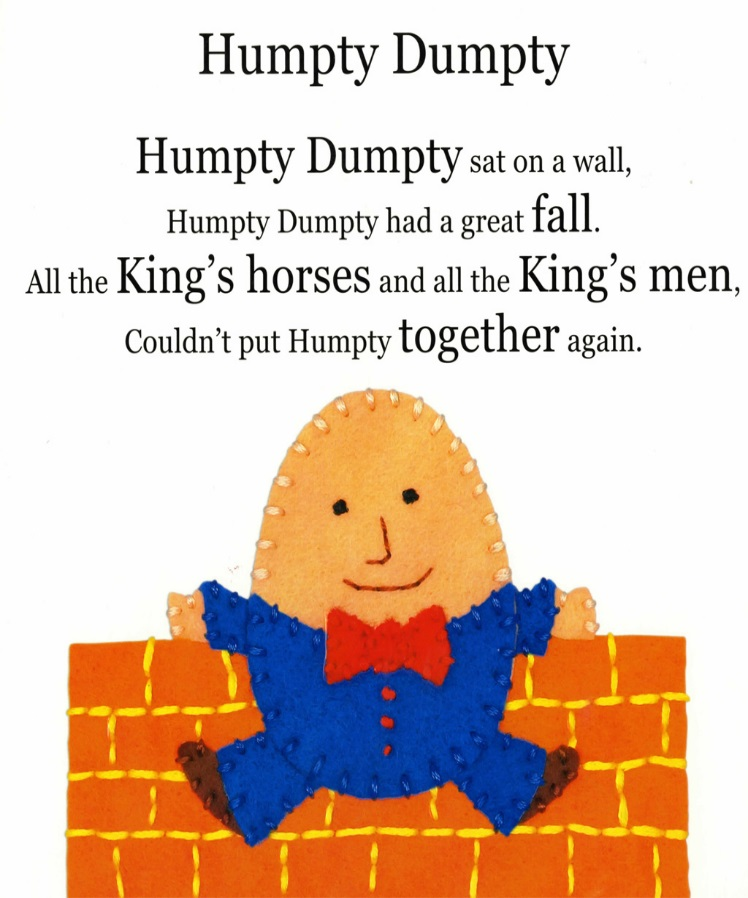 Humpty Dumpty
Humpty Dumpty sat on a wall,
Humpty Dumpty had a great fall.
All the King’s horses and all the King’s men,
Couldn’t put Humpty together again.